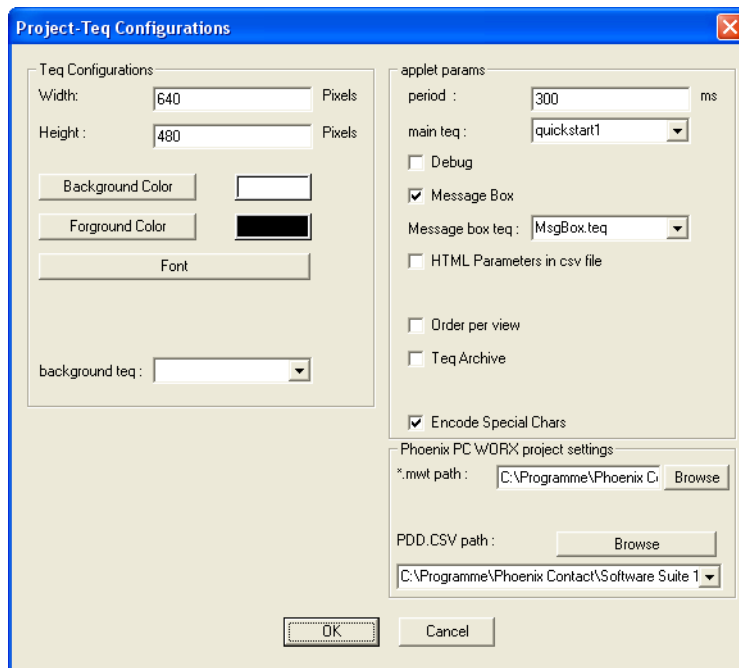 Project-Teq Configurations
Teq Configurations
Width: 640 Pixels
Height : 480 Pixels
Background Color
Forground Color
Font
background teq :
applet params
period : 300 ms
main teq : quickstart1
Debug
Message Box
Message box teq : MsgBox.teq
HTML Parameters in csv file
Order per view
Teq Archive
Encode Special Chars
Phoenix PC WORX project settings
*.mwt path : C:\Programme\Phoenix Co Browse
PDD.CSV path : Browse
C:\Programme\Phoenix Contact\Software Suite 1
OK Cancel